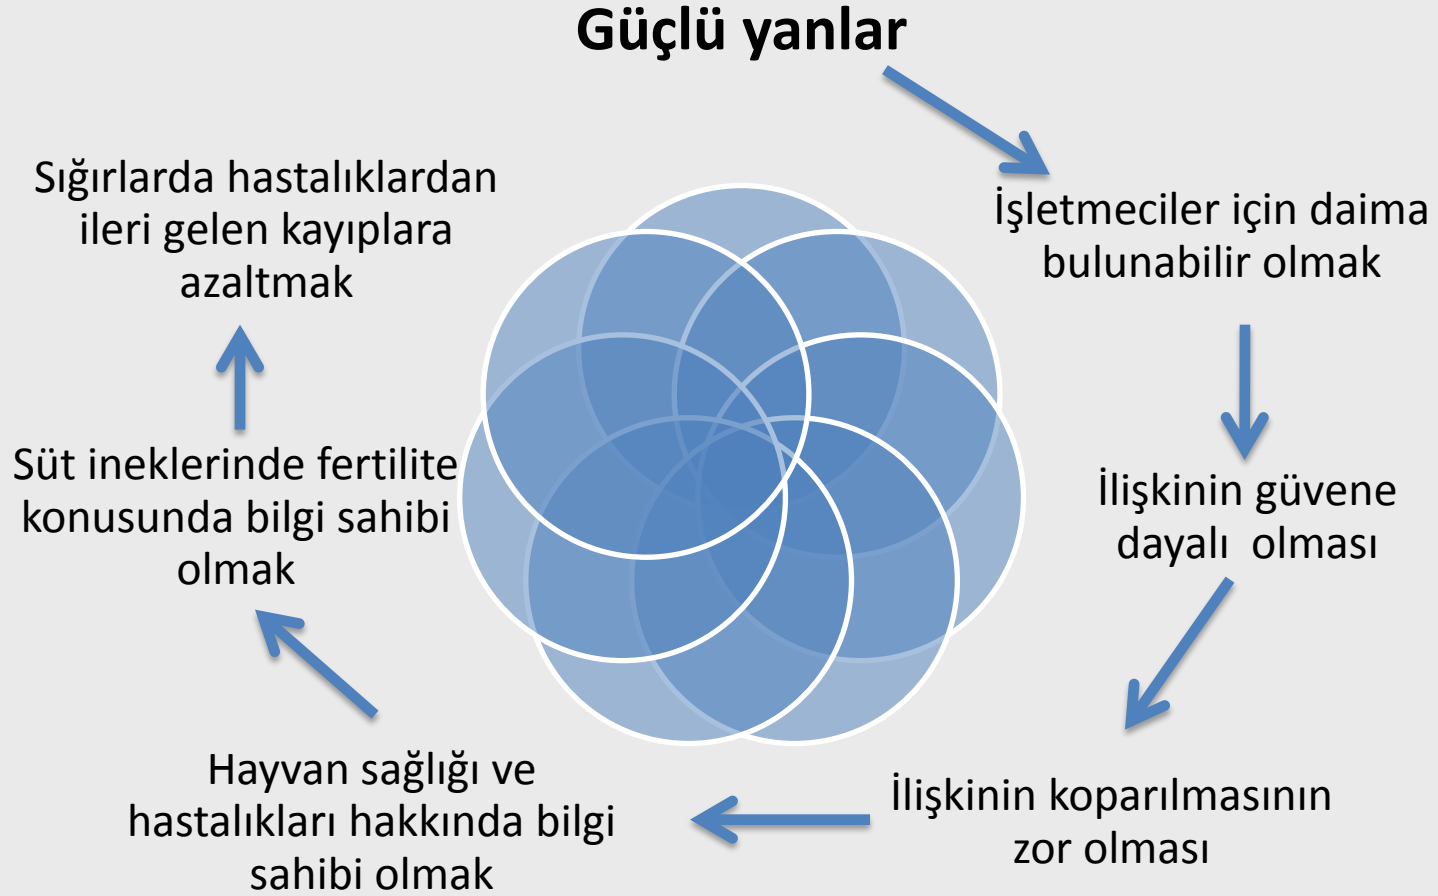 Güçlü yanlar
İşletmeciler için daima
bulunabilir olmak
İlişkinin güvene
dayalı  olması
İlişkinin koparılmasının
zor olması
Hayvan sağlığı ve
hastalıkları hakkında bilgi
sahibi olmak
Süt ineklerinde fertilite
konusunda bilgi sahibi
olmak
Sığırlarda hastalıklardan
ileri gelen kayıplara
azaltmak